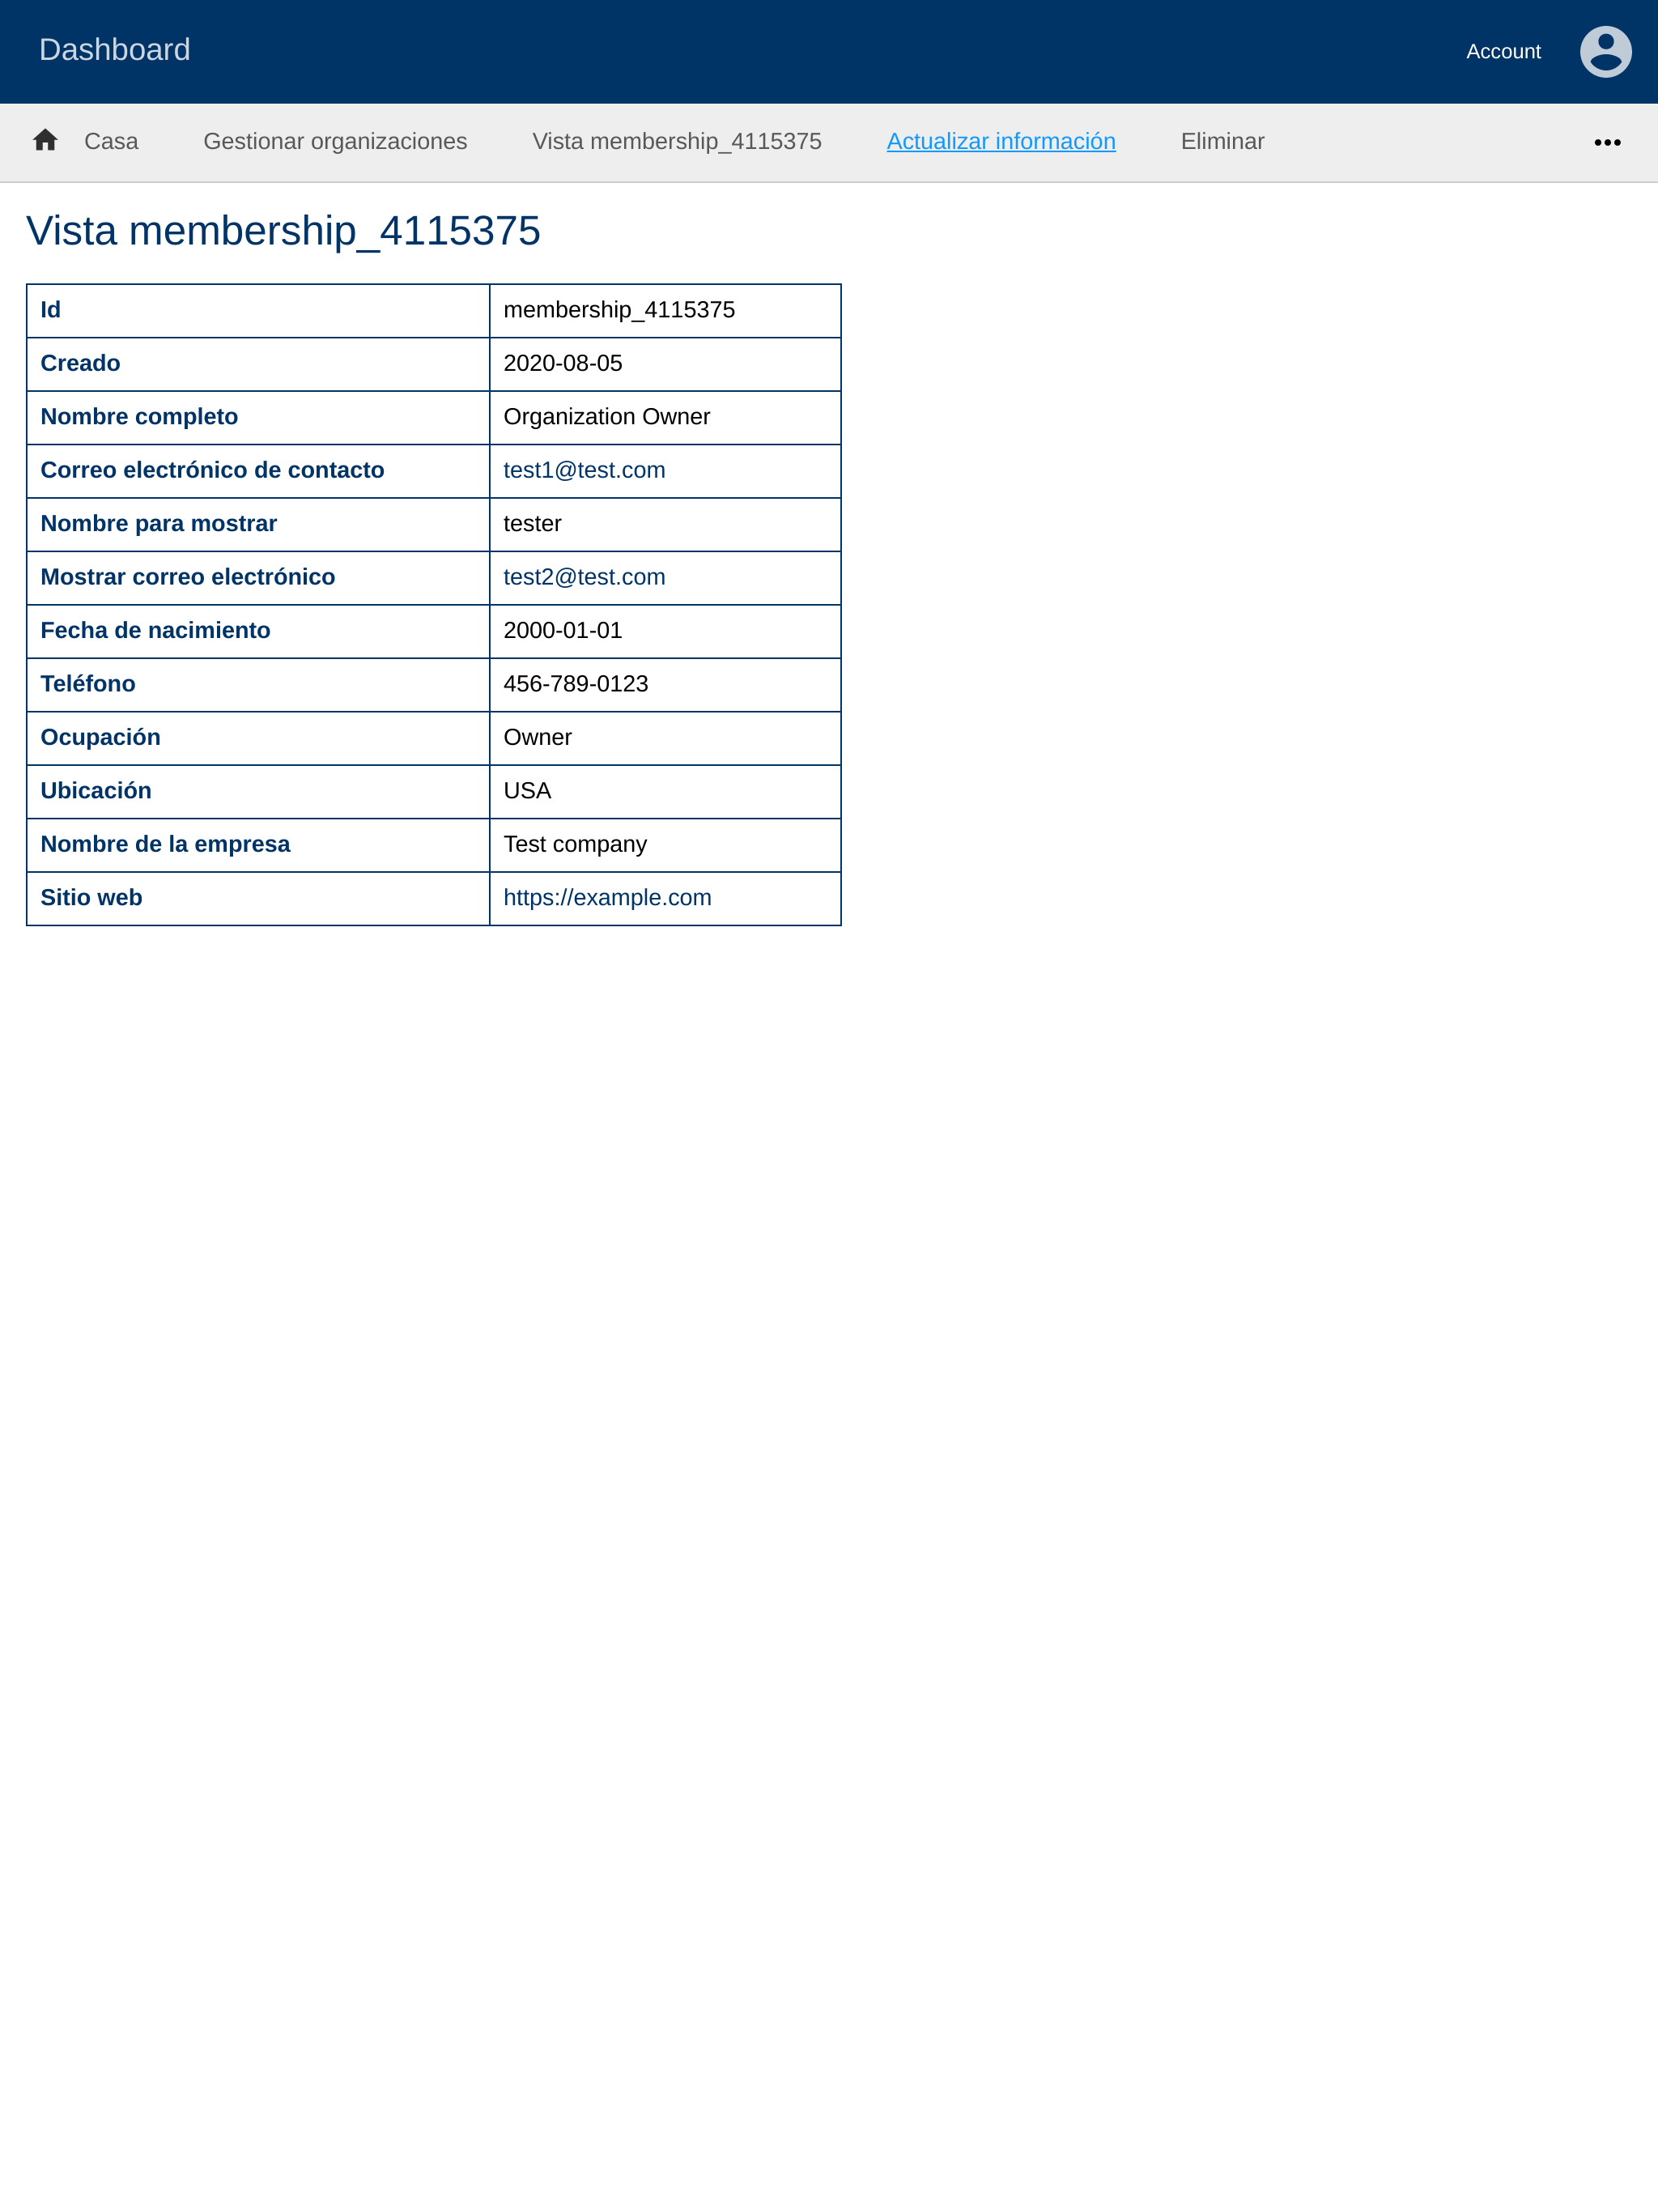 Dashboard Account
Casa Gestionar organizaciones Vista membership_4115375 Actualizar información Eliminar
Vista membership_4115375
Id membership_4115375
Creado 2020-08-05
Nombre completo Organization Owner
Correo electrónico de contacto test1@test.com
Nombre para mostrar tester
Mostrar correo electrónico test2@test.com
Fecha de nacimiento 2000-01-01
Teléfono 456-789-0123
Ocupación Owner
Ubicación USA
Nombre de la empresa Test company
Sitio web https://example.com